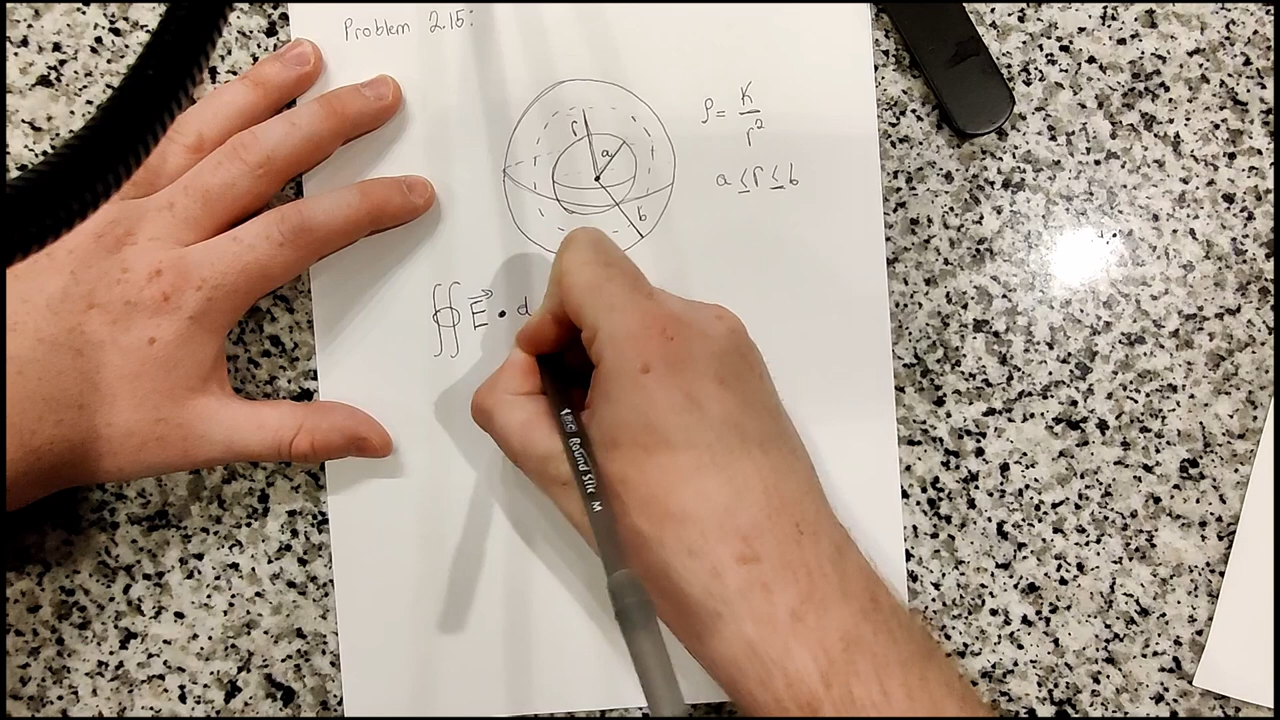 Problem 2.15:
r
a
b
ρ = K/r²
a ≤ r ≤ b
∯ E⃗ • d
BIC Round Stic M